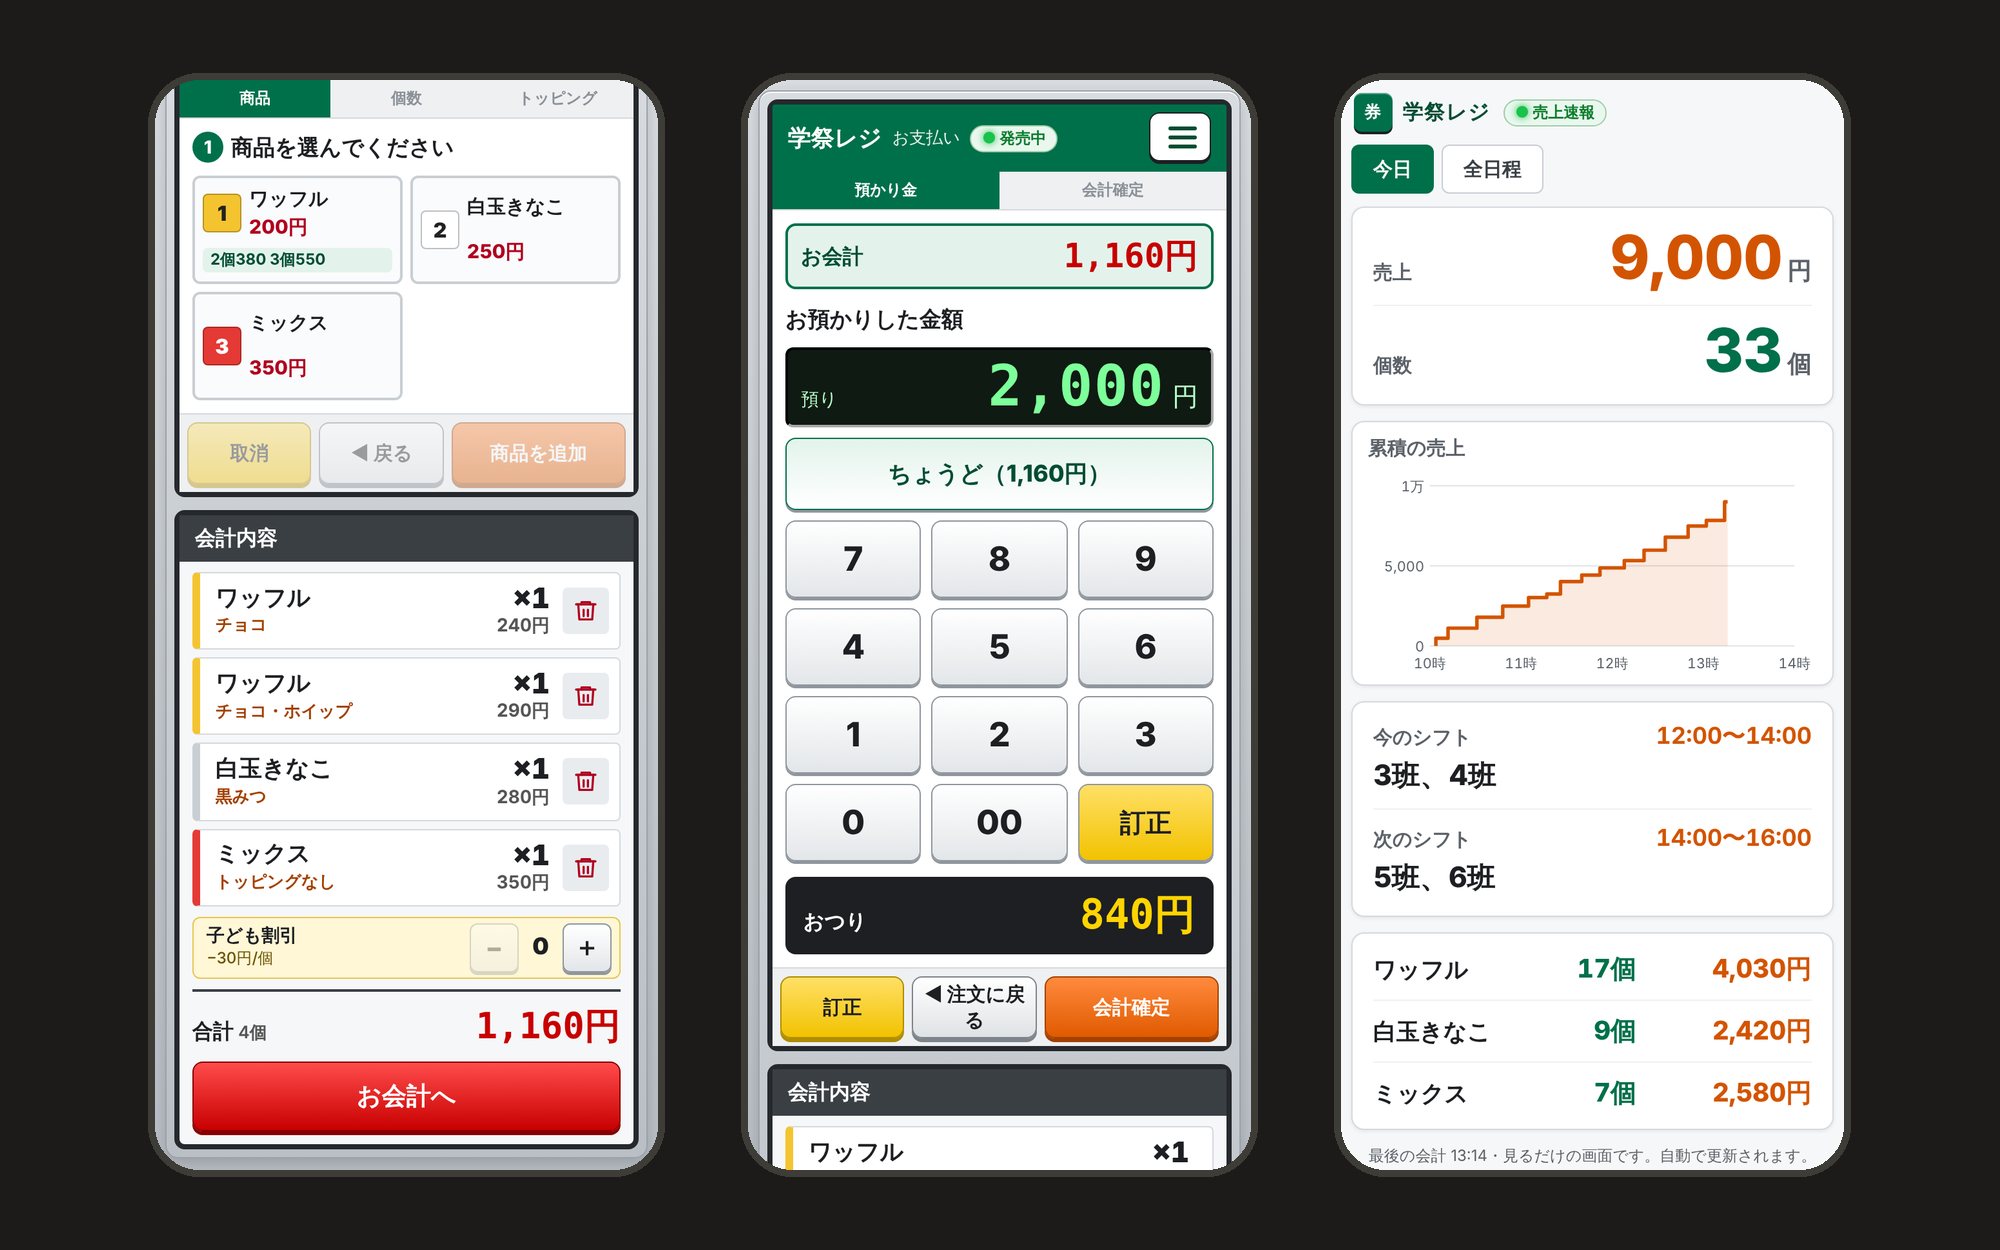 商品 個数 トッピング
1 商品を選んでください
1 ワッフル
200円
2個380 3個550
2 白玉きなこ
250円
3 ミックス
350円
取消 ◀ 戻る 商品を追加
会計内容
ワッフル ×1
チョコ 240円
ワッフル ×1
チョコ・ホイップ 290円
白玉きなこ ×1
黒みつ 280円
ミックス ×1
トッピングなし 350円
子ども割引
−30円/個
− 0 +
合計 4個 1,160円
お会計へ
学祭レジ お支払い 発売中
預かり金 会計確定
お会計 1,160円
お預かりした金額
預り 2,000 円
ちょうど（1,160円）
7 8 9
4 5 6
1 2 3
0 00 訂正
おつり 840円
訂正 ◀ 注文に戻る 会計確定
会計内容
ワッフル ×1
券 学祭レジ 売上速報
今日 全日程
売上 9,000 円
個数 33 個
累積の売上
1万
5,000
0
10時 11時 12時 13時 14時
今のシフト 12:00〜14:00
3班、4班
次のシフト 14:00〜16:00
5班、6班
ワッフル 17個 4,030円
白玉きなこ 9個 2,420円
ミックス 7個 2,580円
最後の会計 13:14・見るだけの画面です。自動で更新されます。